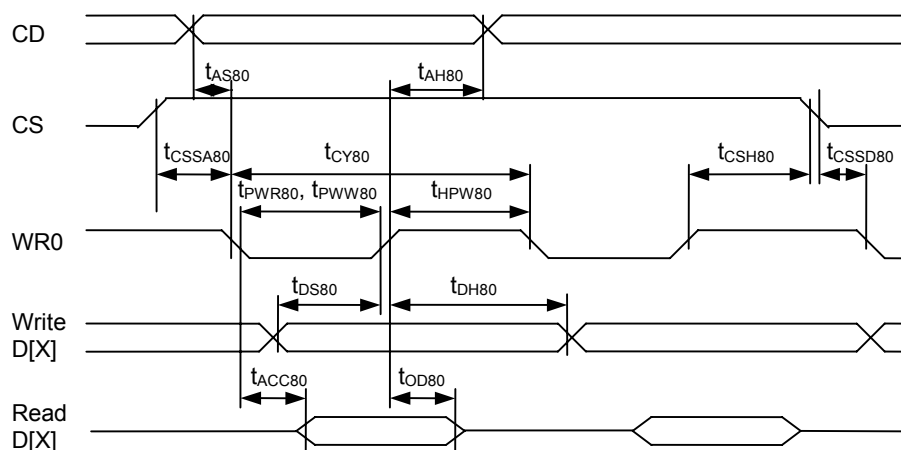 CD
tAS80 tAH80
CS
tCSSA80 tCY80 tCSH80 tCSSD80
tPWR80, tPWW80 tHPW80
WR0
tDS80 tDH80
Write
D[X]
tACC80 tOD80
Read
D[X]